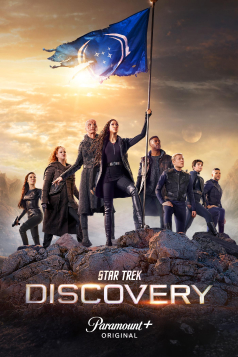 STAR TREK
DISCOVERY
Paramount+
ORIGINAL